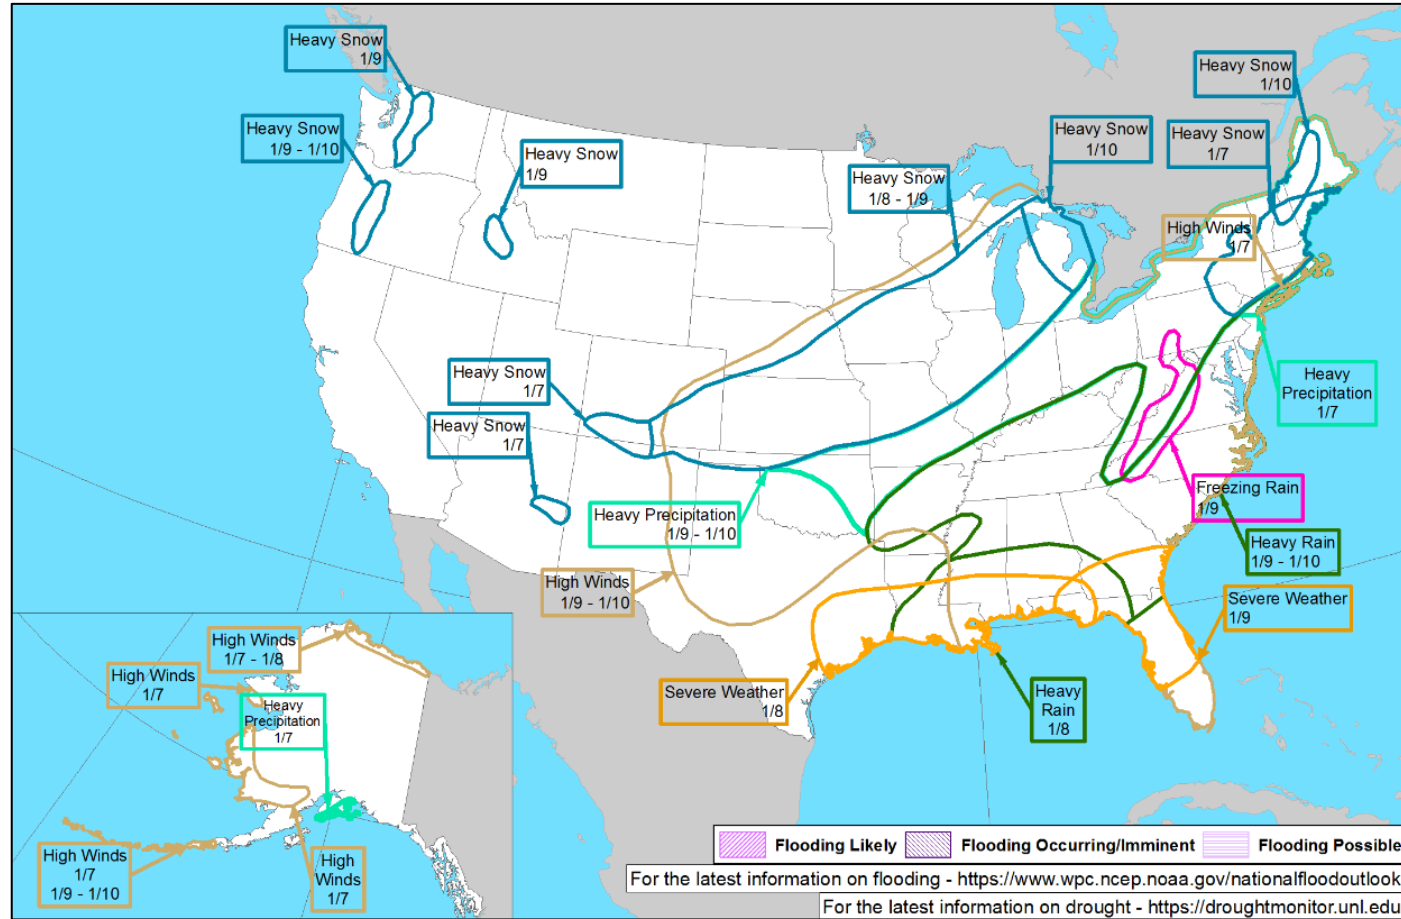 Heavy Snow
1/9
Heavy Snow
1/10
Heavy Snow
1/9 - 1/10
Heavy Snow
1/10
Heavy Snow
1/7
Heavy Snow
1/9
Heavy Snow
1/8 - 1/9
High Winds
1/7
Heavy Snow
1/7
Heavy
Precipitation
1/7
Heavy Snow
1/7
Freezing Rain
1/9
Heavy Precipitation
1/9 - 1/10
Heavy Rain
1/9 - 1/10
High Winds
1/9 - 1/10
Severe Weather
1/9
High Winds
1/7 - 1/8
High Winds
1/7
Heavy
Precipitation
1/7
Severe Weather
1/8
Heavy
Rain
1/8
High Winds
1/7
1/9 - 1/10
High
Winds
1/7
Flooding Likely
Flooding Occurring/Imminent
Flooding Possible
For the latest information on flooding - https://www.wpc.ncep.noaa.gov/nationalfloodoutlook
For the latest information on drought - https://droughtmonitor.unl.edu